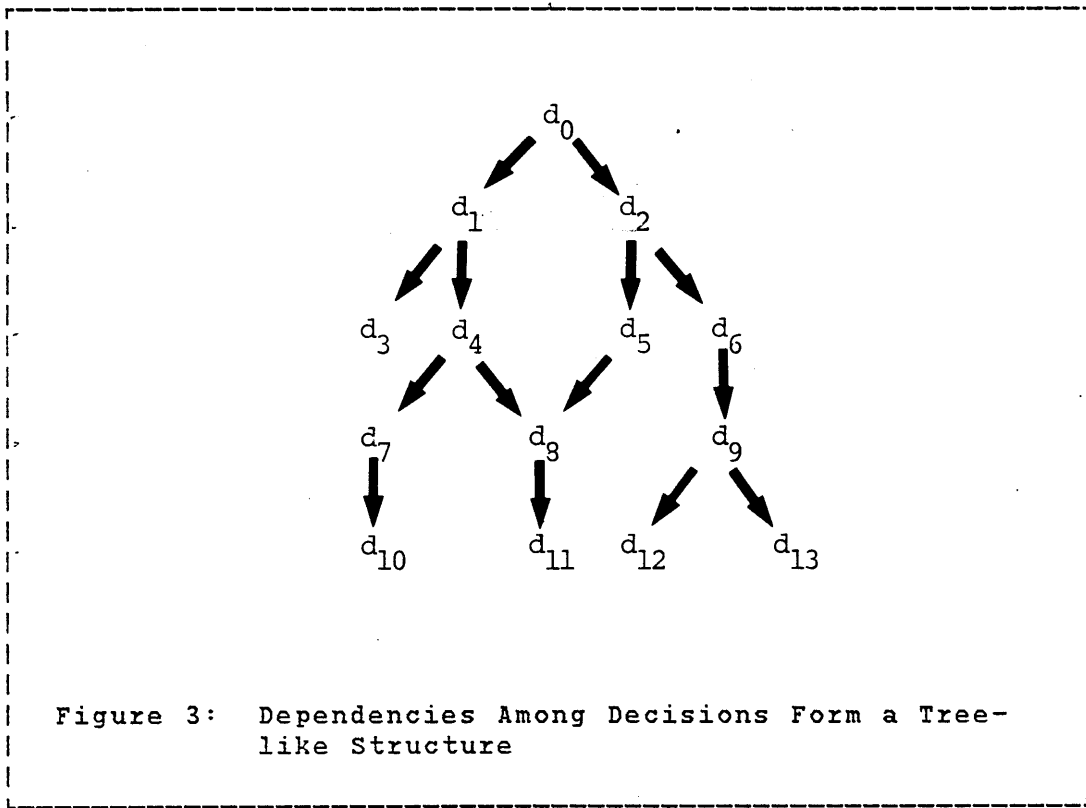 d0
d1 d2
d3 d4 d5 d6
d7 d8 d9
d10 d11 d12 d13
Figure 3: Dependencies Among Decisions Form a Tree-
like Structure